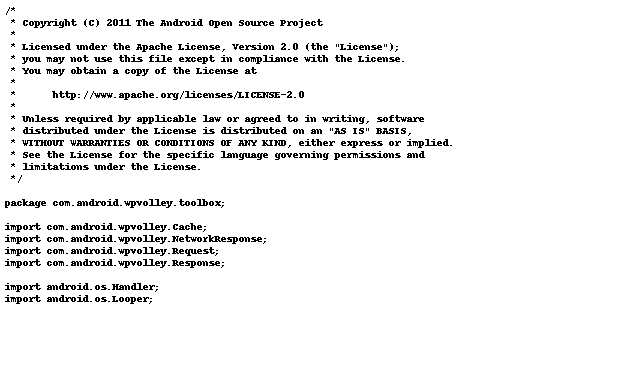 /*
 * Copyright (C) 2011 The Android Open Source Project
 *
 * Licensed under the Apache License, Version 2.0 (the "License");
 * you may not use this file except in compliance with the License.
 * You may obtain a copy of the License at
 *
 *      http://www.apache.org/licenses/LICENSE-2.0
 *
 * Unless required by applicable law or agreed to in writing, software
 * distributed under the License is distributed on an "AS IS" BASIS,
 * WITHOUT WARRANTIES OR CONDITIONS OF ANY KIND, either express or implied.
 * See the License for the specific language governing permissions and
 * limitations under the License.
 */

package com.android.wpvolley.toolbox;

import com.android.wpvolley.Cache;
import com.android.wpvolley.NetworkResponse;
import com.android.wpvolley.Request;
import com.android.wpvolley.Response;

import android.os.Handler;
import android.os.Looper;